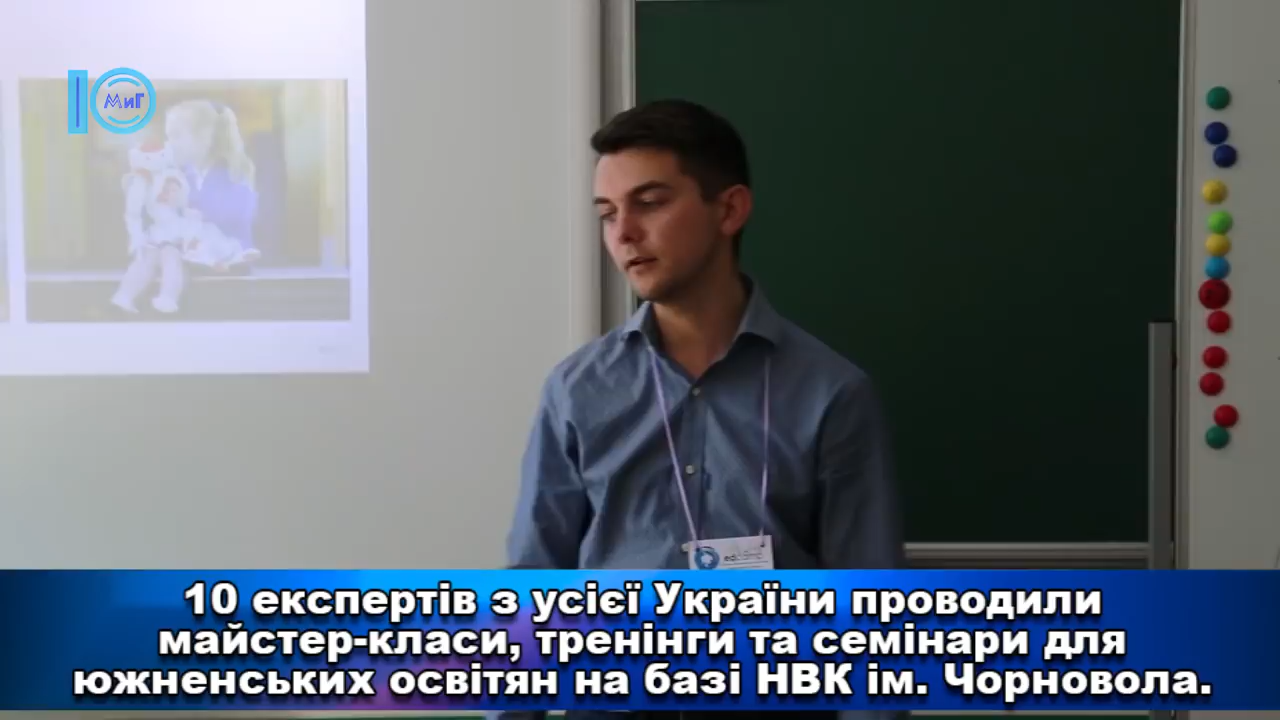 МиГ
10 експертів з усієї України проводили
майстер-класи, тренінги та семінари для
южненських освітян на базі НВК ім. Чорновола.